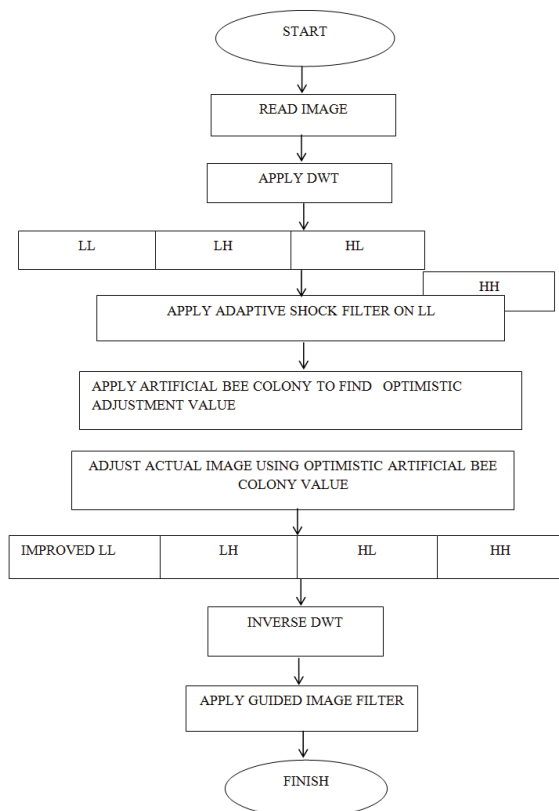 START
READ IMAGE
APPLY DWT
LL
LH
HL
HH
APPLY ADAPTIVE SHOCK FILTER ON LL
APPLY ARTIFICIAL BEE COLONY TO FIND OPTIMISTIC
ADJUSTMENT VALUE
ADJUST ACTUAL IMAGE USING OPTIMISTIC ARTIFICIAL BEE
COLONY VALUE
IMPROVED LL
LH
HL
HH
INVERSE DWT
APPLY GUIDED IMAGE FILTER
FINISH